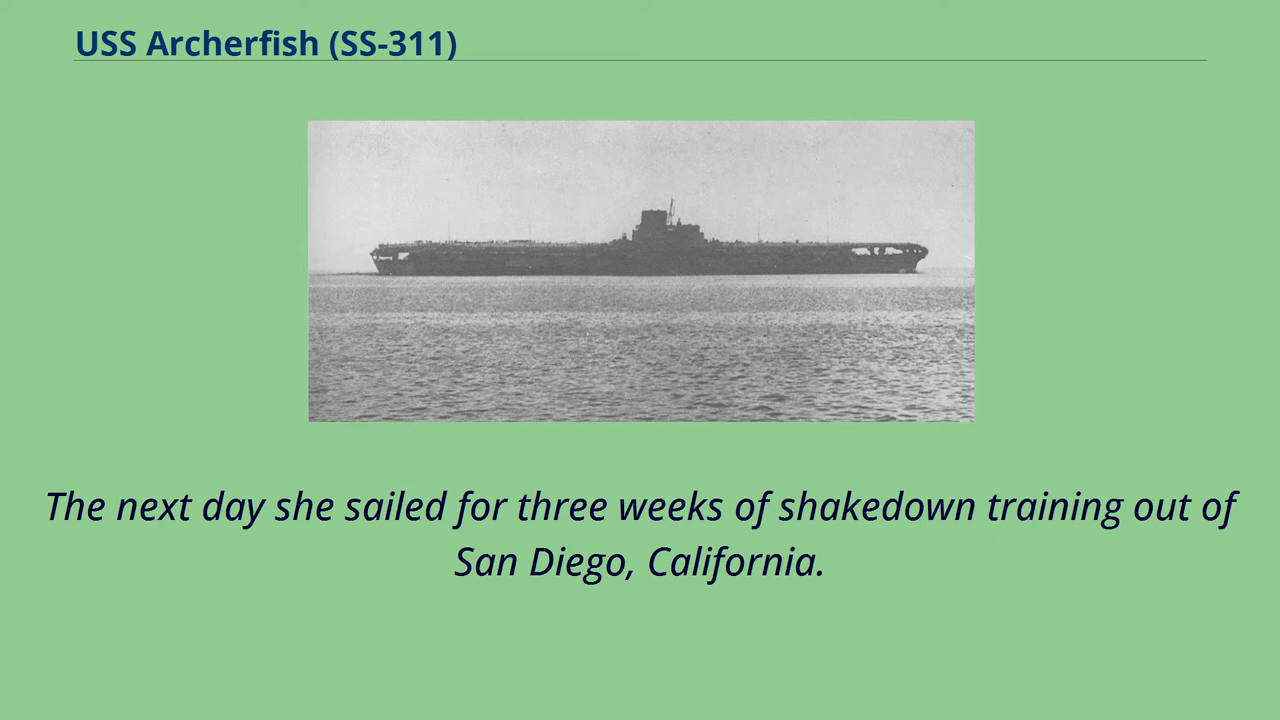 USS Archerfish (SS-311)
The next day she sailed for three weeks of shakedown training out of
San Diego, California.